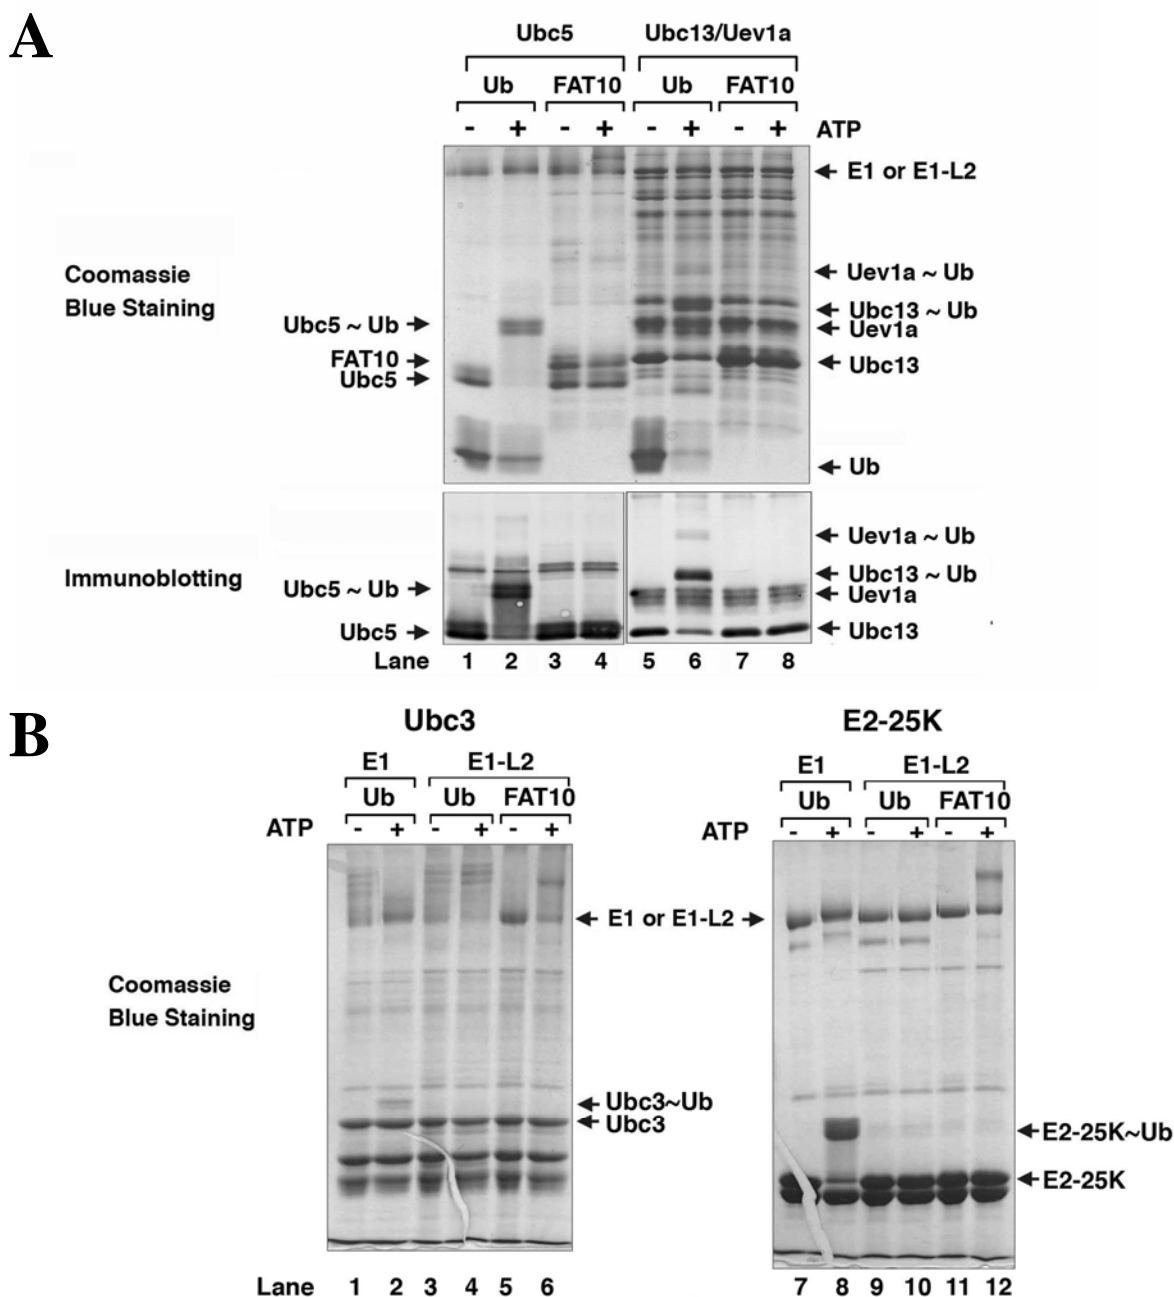 A
Ubc5 Ubc13/Uev1a
Ub FAT10 Ub FAT10
- + - + - + - + ATP
E1 or E1-L2
Coomassie
Blue Staining
Uev1a ~ Ub
Ubc13 ~ Ub
Ubc5 ~ Ub
Uev1a
FAT10
Ubc13
Ubc5
Ub
Immunoblotting
Uev1a ~ Ub
Ubc13 ~ Ub
Ubc5 ~ Ub
Uev1a
Ubc5
Ubc13
Lane 1 2 3 4 5 6 7 8
B
Ubc3 E2-25K
E1 E1-L2 E1 E1-L2
Ub Ub FAT10 Ub Ub FAT10
ATP - + - + - + ATP - + - + - +
E1 or E1-L2
Coomassie
Blue Staining
Ubc3~Ub
Ubc3
E2-25K~Ub
E2-25K
Lane 1 2 3 4 5 6 7 8 9 10 11 12